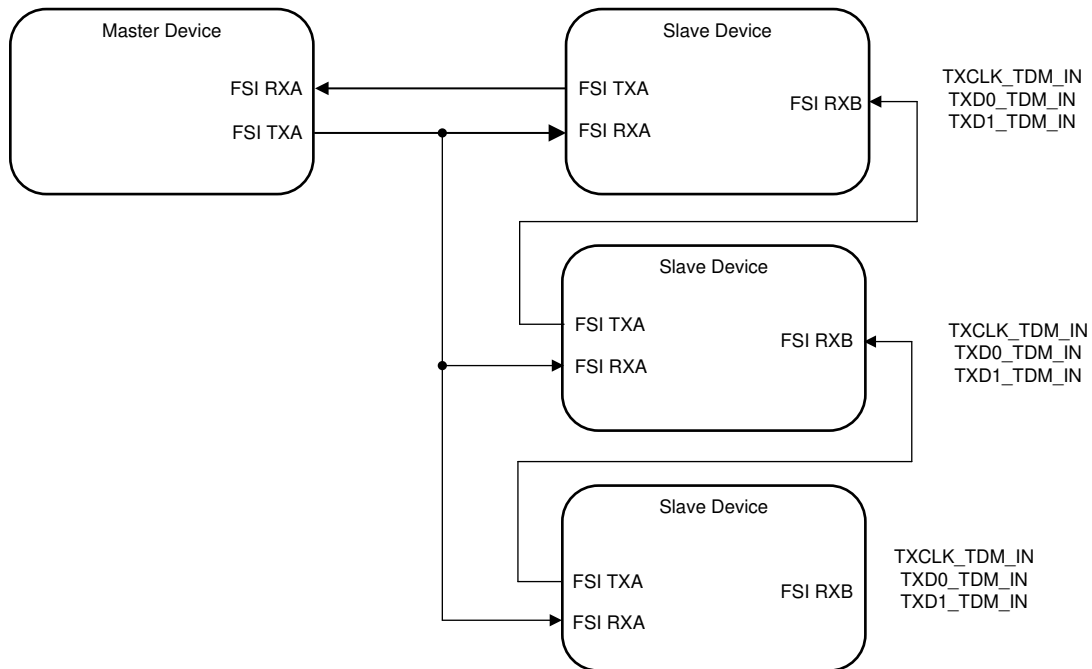 Master Device
FSI RXA
FSI TXA
Slave Device
FSI TXA
FSI RXA
FSI RXB
TXCLK_TDM_IN
TXD0_TDM_IN
TXD1_TDM_IN
Slave Device
FSI TXA
FSI RXA
FSI RXB
TXCLK_TDM_IN
TXD0_TDM_IN
TXD1_TDM_IN
Slave Device
FSI TXA
FSI RXA
FSI RXB
TXCLK_TDM_IN
TXD0_TDM_IN
TXD1_TDM_IN